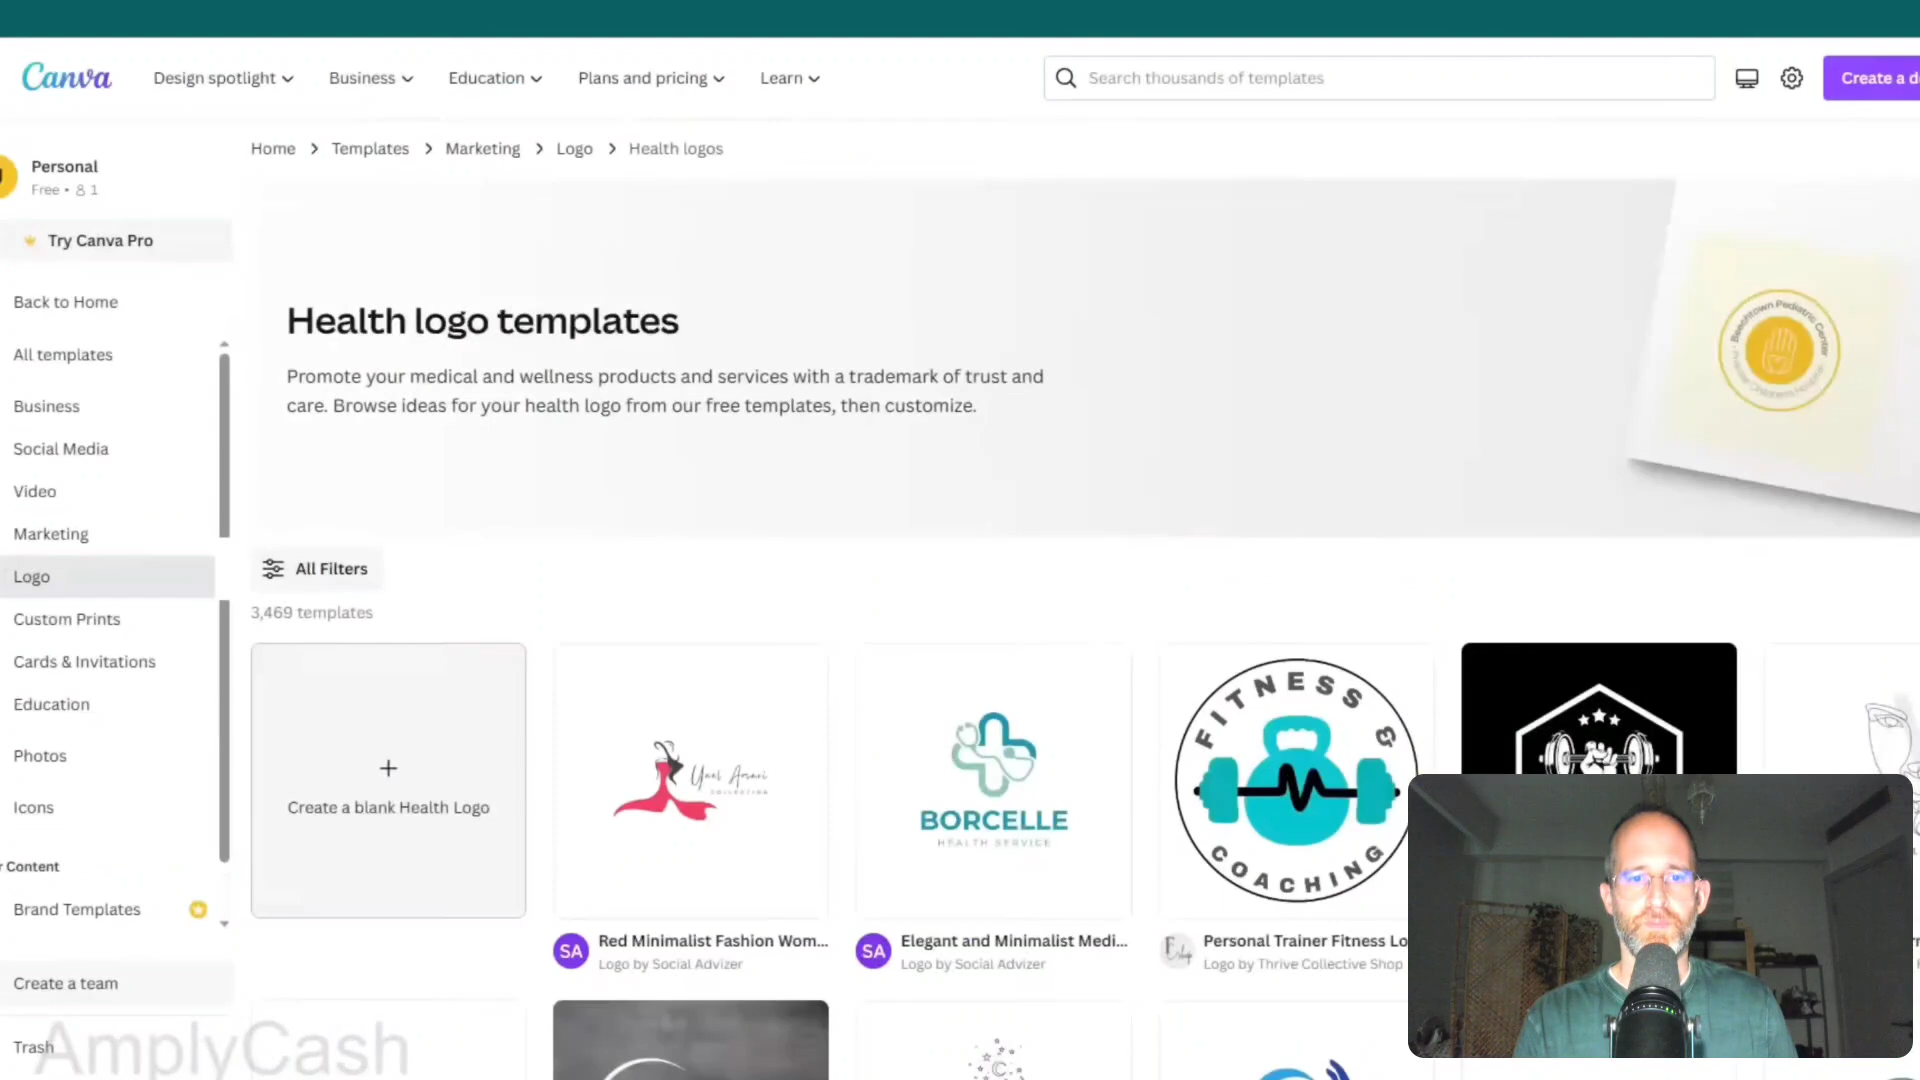 Canva
Design spotlight
Business
Education
Plans and pricing
Learn
Search thousands of templates
Create a d
Personal
Free • 1
Try Canva Pro
Back to Home
All templates
Business
Social Media
Video
Marketing
Logo
Custom Prints
Cards & Invitations
Education
Photos
Icons
Content
Brand Templates
Create a team
Trash
AmplyCash
Home > Templates > Marketing > Logo > Health logos
Health logo templates
Promote your medical and wellness products and services with a trademark of trust and
care. Browse ideas for your health logo from our free templates, then customize.
Beechtown Pediatric Center
All Filters
3,469 templates
+
Create a blank Health Logo
COLLECTION
BORCELLE
HEALTH SERVICE
FITNESS &
COACHING
SA
Red Minimalist Fashion Wom...
Logo by Social Advizer
SA
Elegant and Minimalist Medi...
Logo by Social Advizer
Personal Trainer Fitness Lo
Logo by Thrive Collective Shop